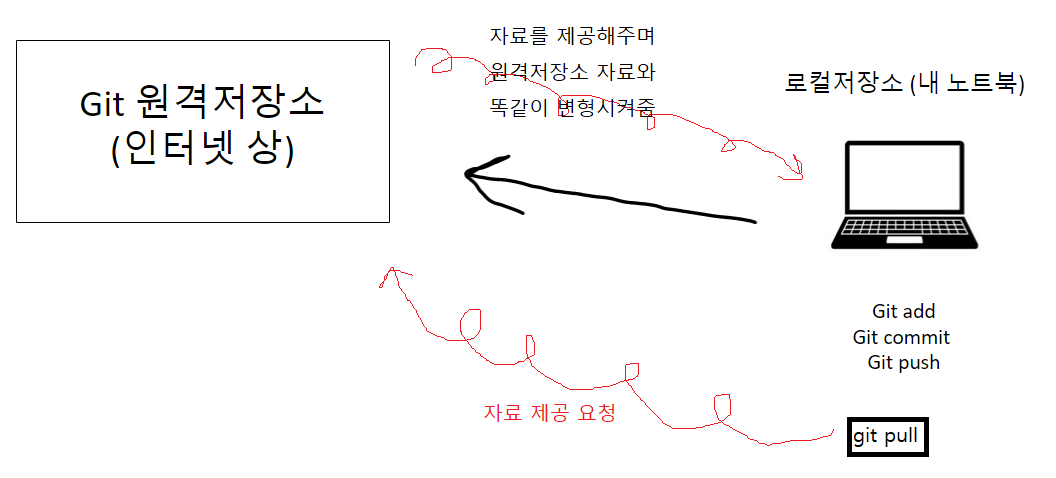 자료를 제공해주며
원격저장소 자료와
똑같이 변형시켜줌
Git 원격저장소
(인터넷 상)
로컬저장소 (내 노트북)
Git add
Git commit
Git push
자료 제공 요청
git pull